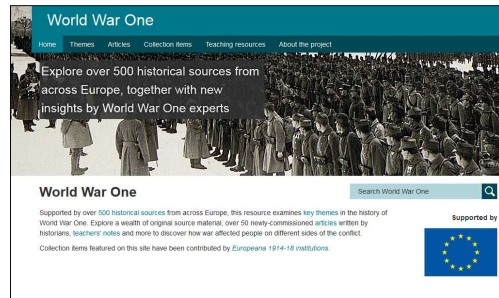 World War One
Home Themes Articles Collection items Teaching resources About the project
Explore over 500 historical sources from
across Europe, together with new
insights by World War One experts
World War One
Search World War One
Supported by over 500 historical sources from across Europe, this resource examines key themes in the history of
World War One. Explore a wealth of original source material, over 50 newly-commissioned articles written by
historians, teachers' notes and more to discover how war affected people on different sides of the conflict.
Collection items featured on this site have been contributed by Europeana 1914-18 institutions.
Supported by